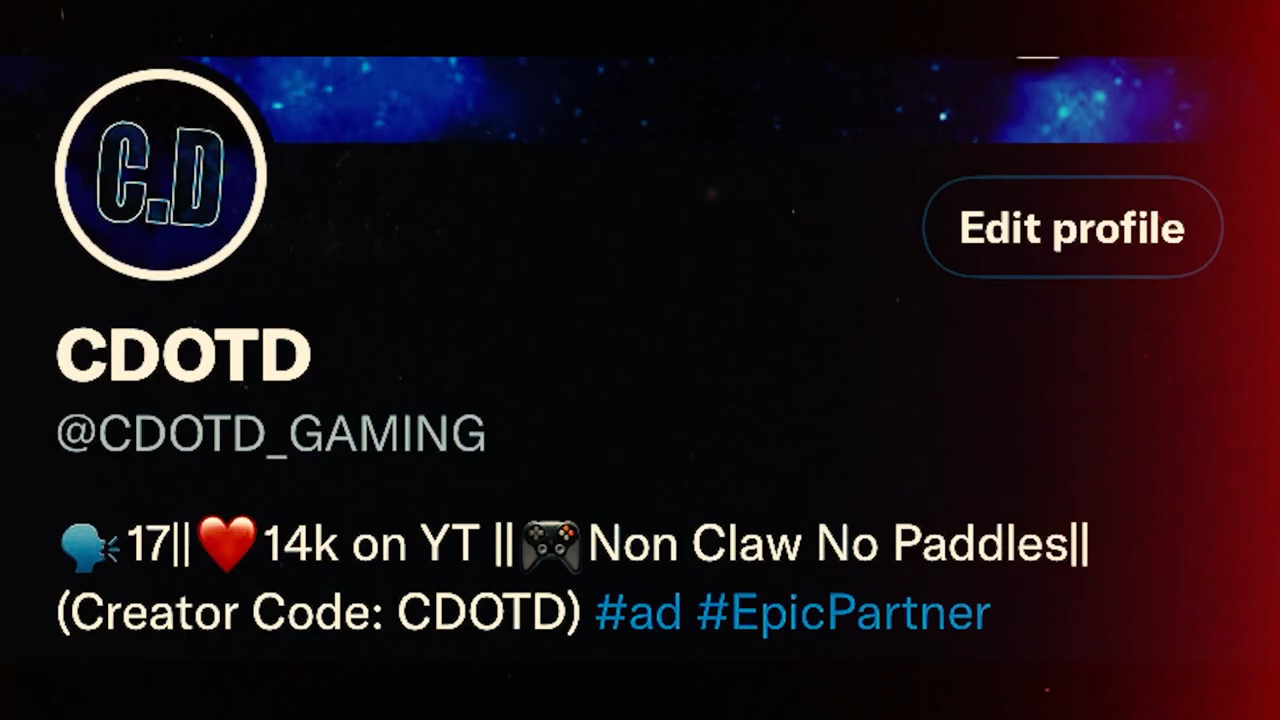 C.D
Edit profile
CDOTD
@CDOTD_GAMING
🗣️17||❤️14k on YT ||🎮Non Claw No Paddles||
(Creator Code: CDOTD) #ad #EpicPartner